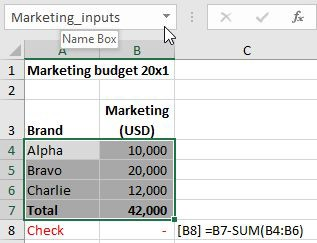 Marketing_inputs
fx
Name Box
A B C
1 Marketing budget 20x1
2
Marketing
3 Brand (USD)
4 Alpha 10,000
5 Bravo 20,000
6 Charlie 12,000
7 Total 42,000
8 Check - [B8] =B7-SUM(B4:B6)